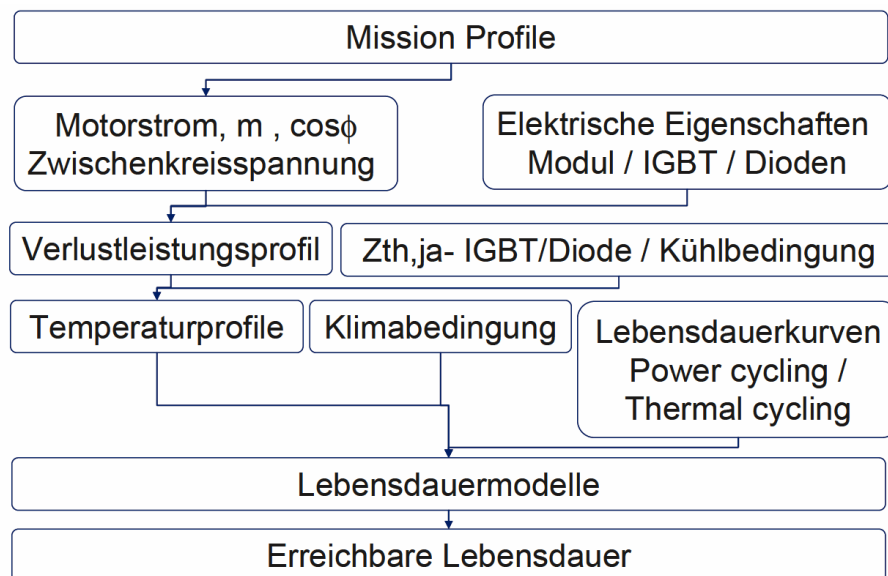 Mission Profile
Motorstrom, m , cosϕ
Zwischenkreisspannung
Elektrische Eigenschaften
Modul / IGBT / Dioden
Verlustleistungsprofil
Zth,ja- IGBT/Diode / Kühlbedingung
Temperaturprofile
Klimabedingung
Lebensdauerkurven
Power cycling /
Thermal cycling
Lebensdauermodelle
Erreichbare Lebensdauer